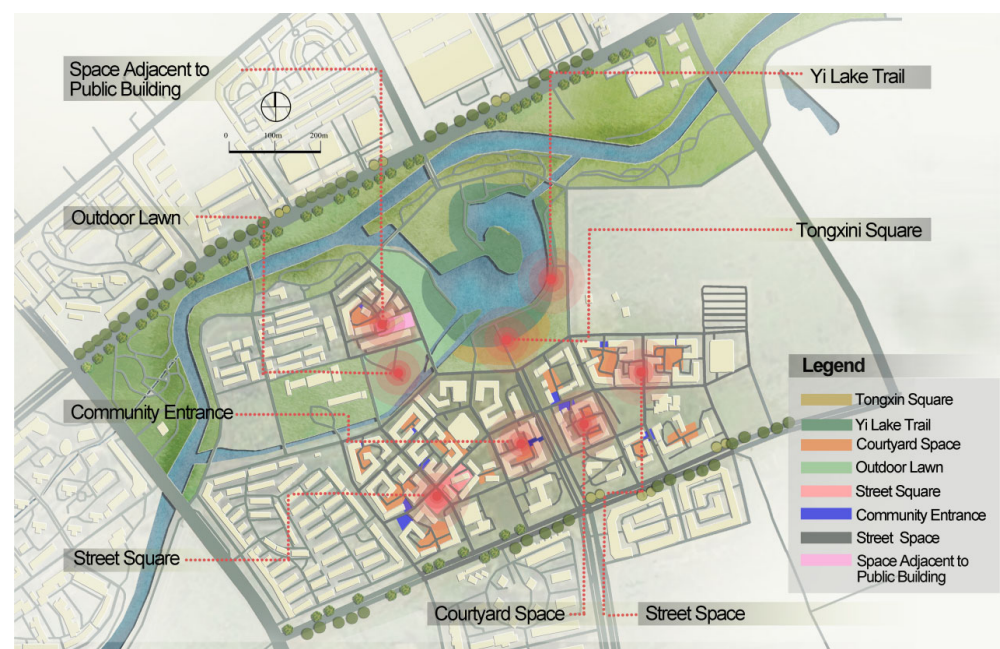 Space Adjacent to
Public Building
Yi Lake Trail
0 100m 200m
Outdoor Lawn
Tongxini Square
Legend
Tongxin Square
Yi Lake Trail
Courtyard Space
Outdoor Lawn
Street Square
Community Entrance
Street Space
Space Adjacent to
Public Building
Community Entrance
Street Square
Courtyard Space
Street Space